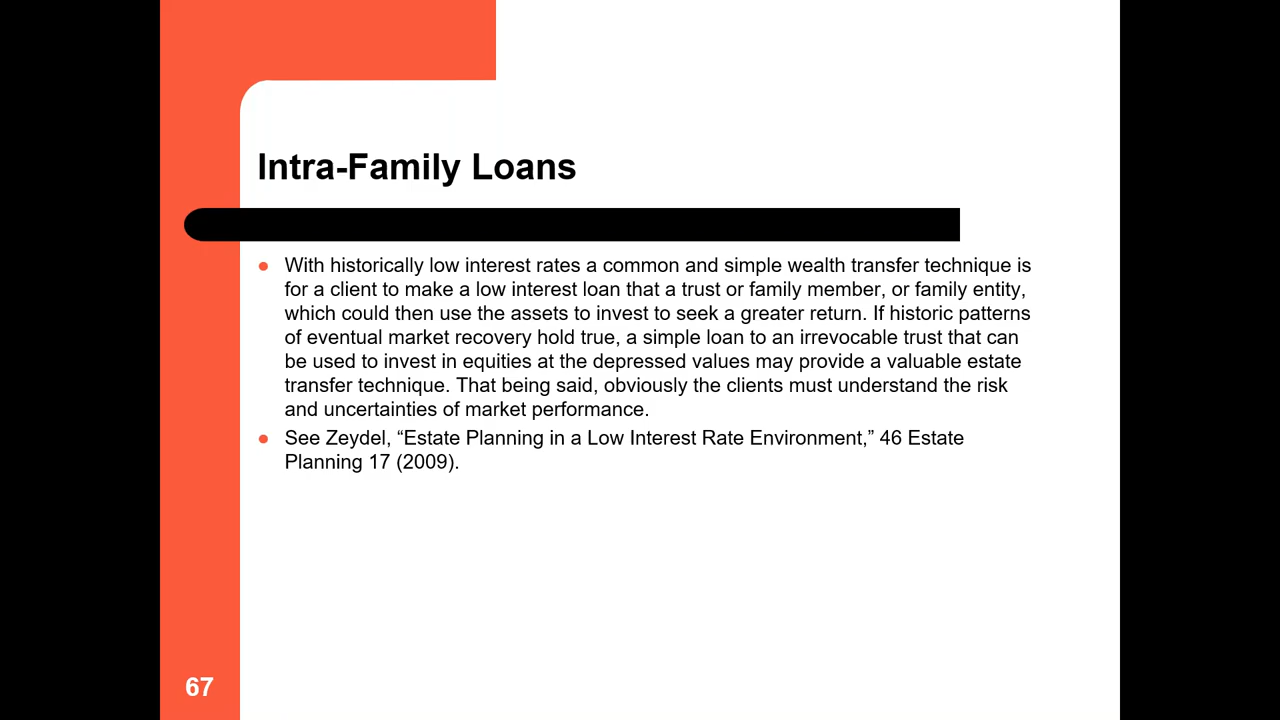 Intra-Family Loans
• With historically low interest rates a common and simple wealth transfer technique is
for a client to make a low interest loan that a trust or family member, or family entity,
which could then use the assets to invest to seek a greater return. If historic patterns
of eventual market recovery hold true, a simple loan to an irrevocable trust that can
be used to invest in equities at the depressed values may provide a valuable estate
transfer technique. That being said, obviously the clients must understand the risk
and uncertainties of market performance.
• See Zeydel, “Estate Planning in a Low Interest Rate Environment,” 46 Estate
Planning 17 (2009).
67